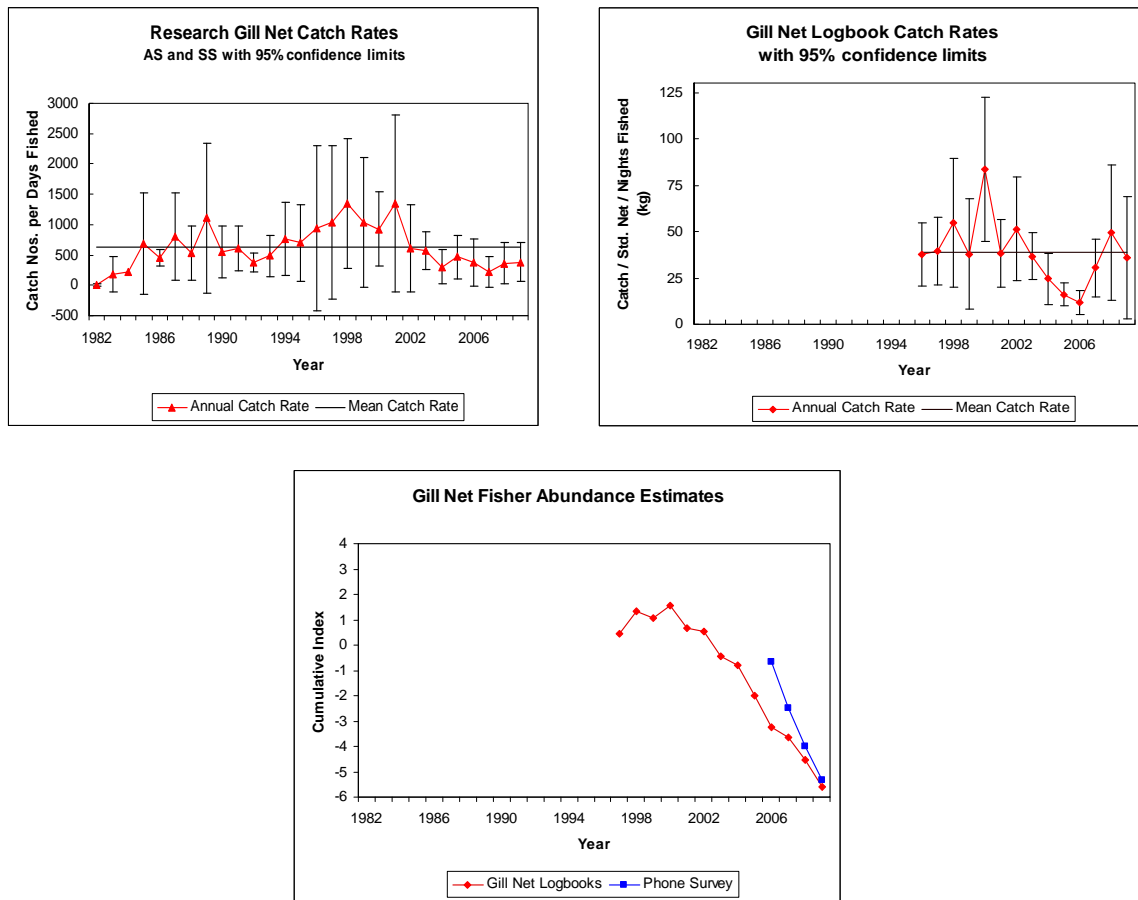 Research Gill Net Catch Rates
AS and SS with 95% confidence limits
Catch Nos. per Days Fished
3000
2500
2000
1500
1000
500
0
-500
1982 1986 1990 1994 1998 2002 2006
Year
Annual Catch Rate Mean Catch Rate
Gill Net Logbook Catch Rates
with 95% confidence limits
Catch / Std. Net / Nights Fished
(kg)
125
100
75
50
25
0
1982 1986 1990 1994 1998 2002 2006
Year
Annual Catch Rate Mean Catch Rate
Gill Net Fisher Abundance Estimates
Cumulative Index
4
3
2
1
0
-1
-2
-3
-4
-5
-6
1982 1986 1990 1994 1998 2002 2006
Year
Gill Net Logbooks Phone Survey